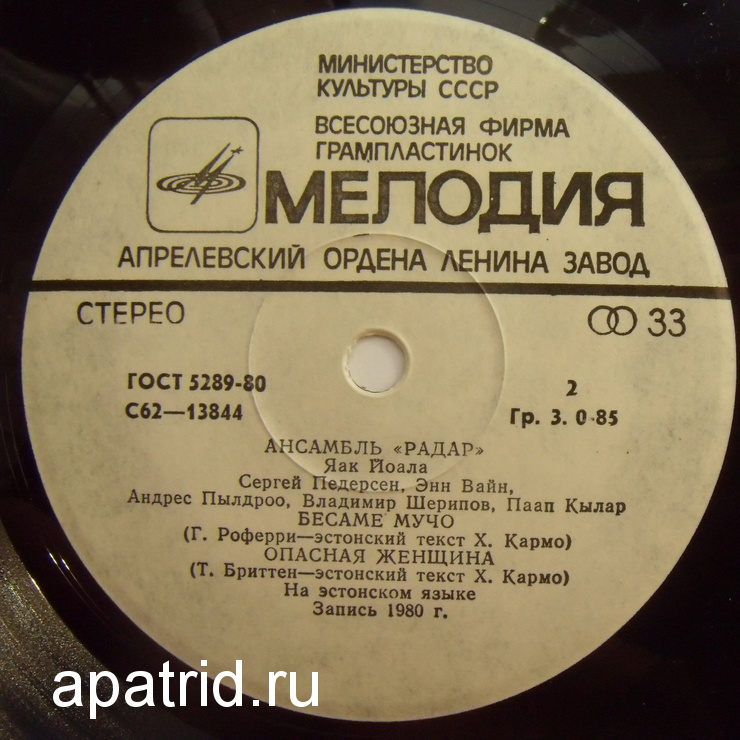 МИНИСТЕРСТВО
КУЛЬТУРЫ СССР
ВСЕСОЮЗНАЯ ФИРМА
ГРАМПЛАСТИНОК
МЕЛОДИЯ
АПРЕЛЕВСКИЙ ОРДЕНА ЛЕНИНА ЗАВОД
СТЕРЕО
33
ГОСТ 5289-80
2
С62—13844
Гр. 3. 0-85
АНСАМБЛЬ «РАДАР»
Яак Йоала
Сергей Педерсен, Энн Вайн,
Андрес Пылдроо, Владимир Шерипов, Паап Кылар
БЕСАМЕ МУЧО
(Г. Роферри—эстонский текст Х. Кармо)
ОПАСНАЯ ЖЕНЩИНА
(Т. Бриттен—эстонский текст Х. Кармо)
На эстонском языке
Запись 1980 г.
apatrid.ru